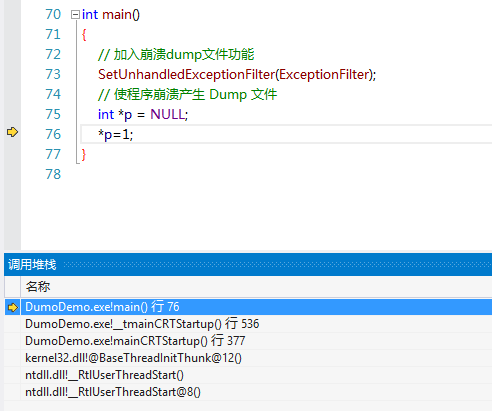 70 int main()
71 {
72 // 加入崩溃dump文件功能
73 SetUnhandledExceptionFilter(ExceptionFilter);
74 // 使程序崩溃产生 Dump 文件
75 int *p = NULL;
76 *p=1;
77 }
78
调用堆栈
名称
DumoDemo.exe!main() 行 76
DumoDemo.exe!__tmainCRTStartup() 行 536
DumoDemo.exe!mainCRTStartup() 行 377
kernel32.dll!@BaseThreadInitThunk@12()
ntdll.dll!__RtlUserThreadStart()
ntdll.dll!__RtlUserThreadStart@8()